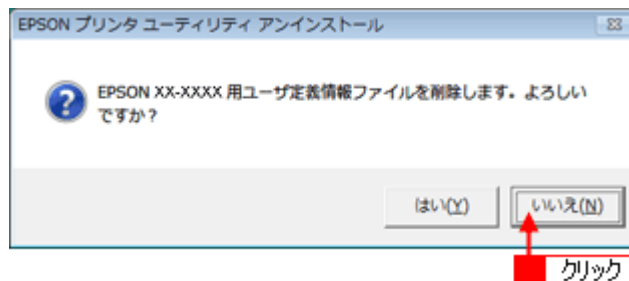 EPSON プリンタ ユーティリティ アンインストール
EPSON XX-XXXX 用ユーザ定義情報ファイルを削除します。よろしい
ですか?
はい(Y)
いいえ(N)
クリック